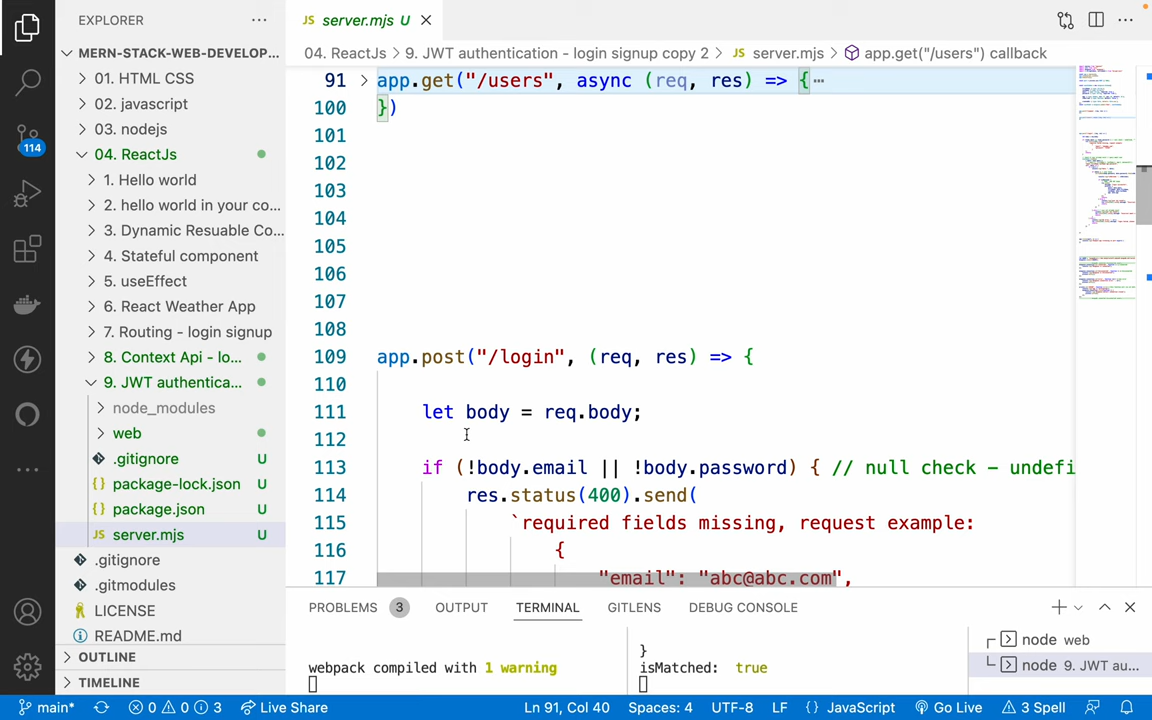 EXPLORER
MERN-STACK-WEB-DEVELOP...
01. HTML CSS
02. javascript
03. nodejs
04. ReactJs
1. Hello world
2. hello world in your co...
3. Dynamic Resuable Co...
4. Stateful component
5. useEffect
6. React Weather App
7. Routing - login signup
8. Context Api - lo...
9. JWT authentica...
node_modules
web
.gitignore U
{} package-lock.json U
{} package.json U
JS server.mjs U
.gitignore
.gitmodules
LICENSE
README.md
OUTLINE
TIMELINE
114
JS server.mjs U
04. ReactJs > 9. JWT authentication - login signup copy 2 > JS server.mjs > app.get("/users") callback
91 app.get("/users", async (req, res) => {
100 })
101
102
103
104
105
106
107
108
109 app.post("/login", (req, res) => {
110
111 let body = req.body;
112
113 if (!body.email || !body.password) { // null check - undefi
114 res.status(400).send(
115 `required fields missing, request example:
116 {
117 "email": "abc@abc.com",
PROBLEMS 3 OUTPUT TERMINAL GITLENS DEBUG CONSOLE
webpack compiled with 1 warning
}
isMatched: true
node web
node 9. JWT au...
main* 0 0 3 Live Share Ln 91, Col 40 Spaces: 4 UTF-8 LF {} JavaScript Go Live 3 Spell